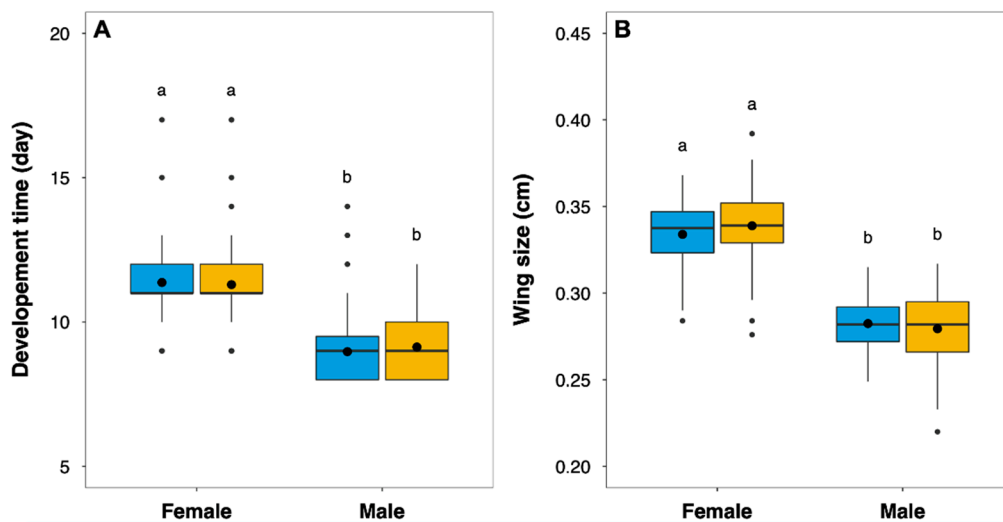 A
Developement time (day)
20
15
10
5
a
a
b
b
Female
Male
B
Wing size (cm)
0.45
0.40
0.35
0.30
0.25
0.20
a
a
b
b
Female
Male